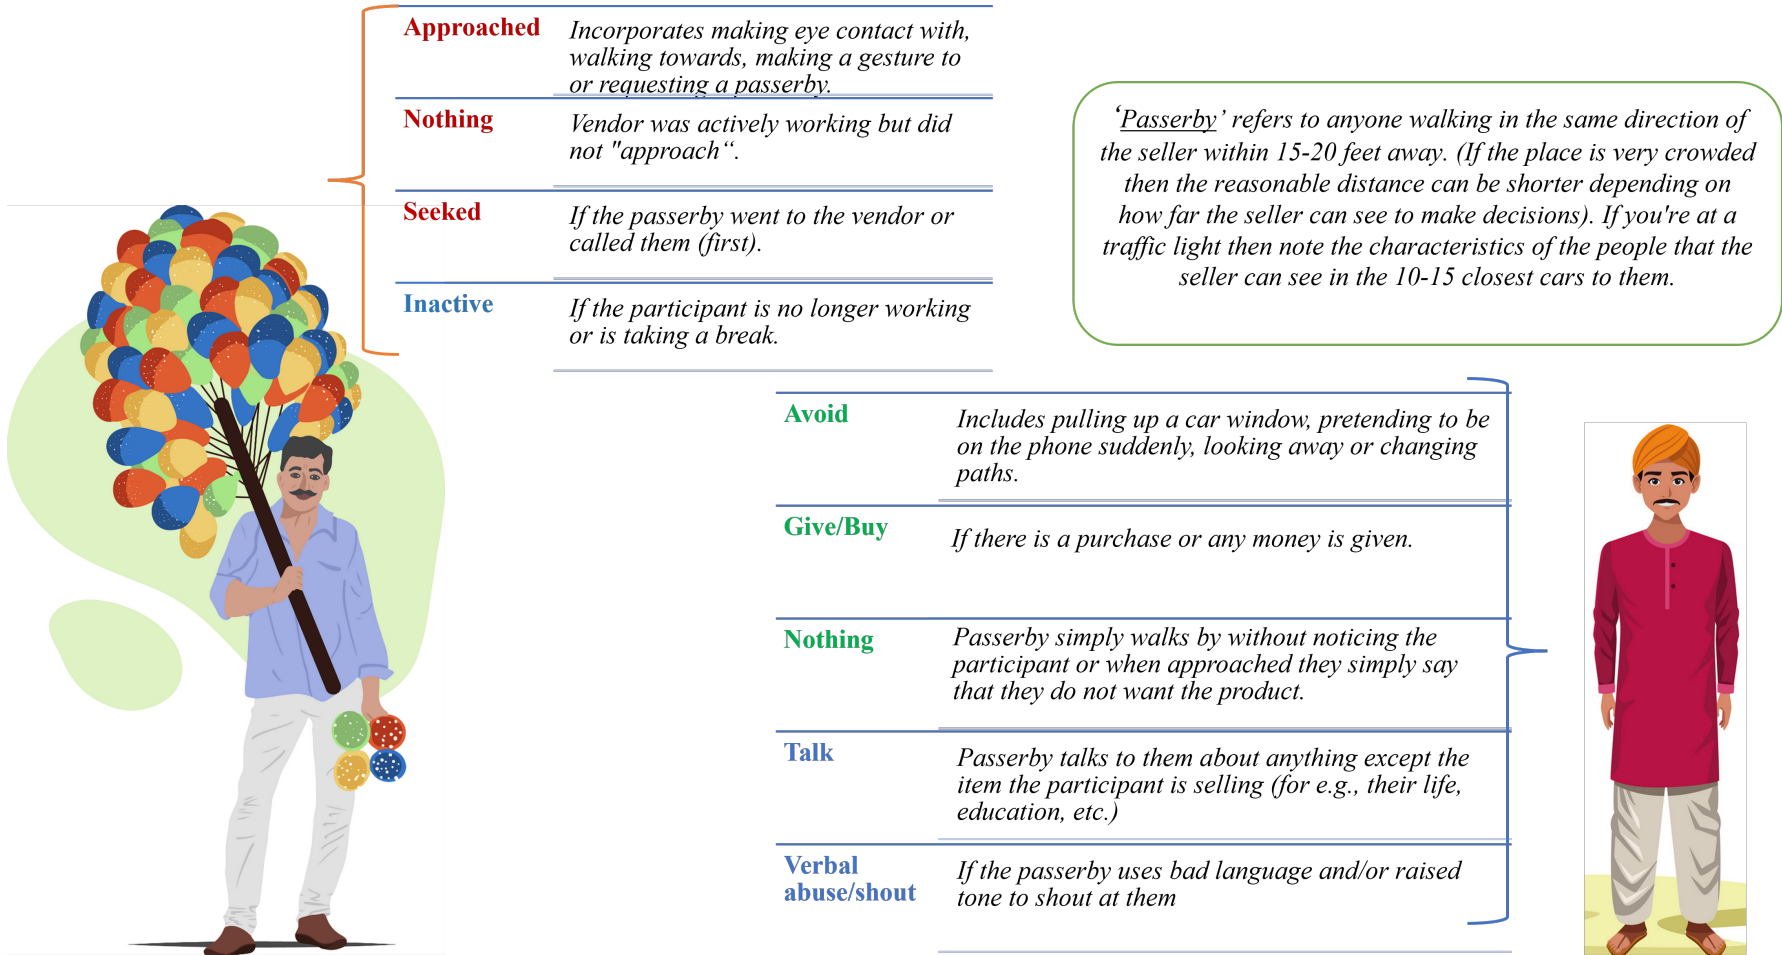 Approached
Incorporates making eye contact with,
walking towards, making a gesture to
or requesting a passerby.
Nothing
Vendor was actively working but did
not "approach“.
Seeked
If the passerby went to the vendor or
called them (first).
Inactive
If the participant is no longer working
or is taking a break.
‘Passerby’ refers to anyone walking in the same direction of
the seller within 15-20 feet away. (If the place is very crowded
then the reasonable distance can be shorter depending on
how far the seller can see to make decisions). If you're at a
traffic light then note the characteristics of the people that the
seller can see in the 10-15 closest cars to them.
Avoid
Includes pulling up a car window, pretending to be
on the phone suddenly, looking away or changing
paths.
Give/Buy
If there is a purchase or any money is given.
Nothing
Passerby simply walks by without noticing the
participant or when approached they simply say
that they do not want the product.
Talk
Passerby talks to them about anything except the
item the participant is selling (for e.g., their life,
education, etc.)
Verbal
abuse/shout
If the passerby uses bad language and/or raised
tone to shout at them